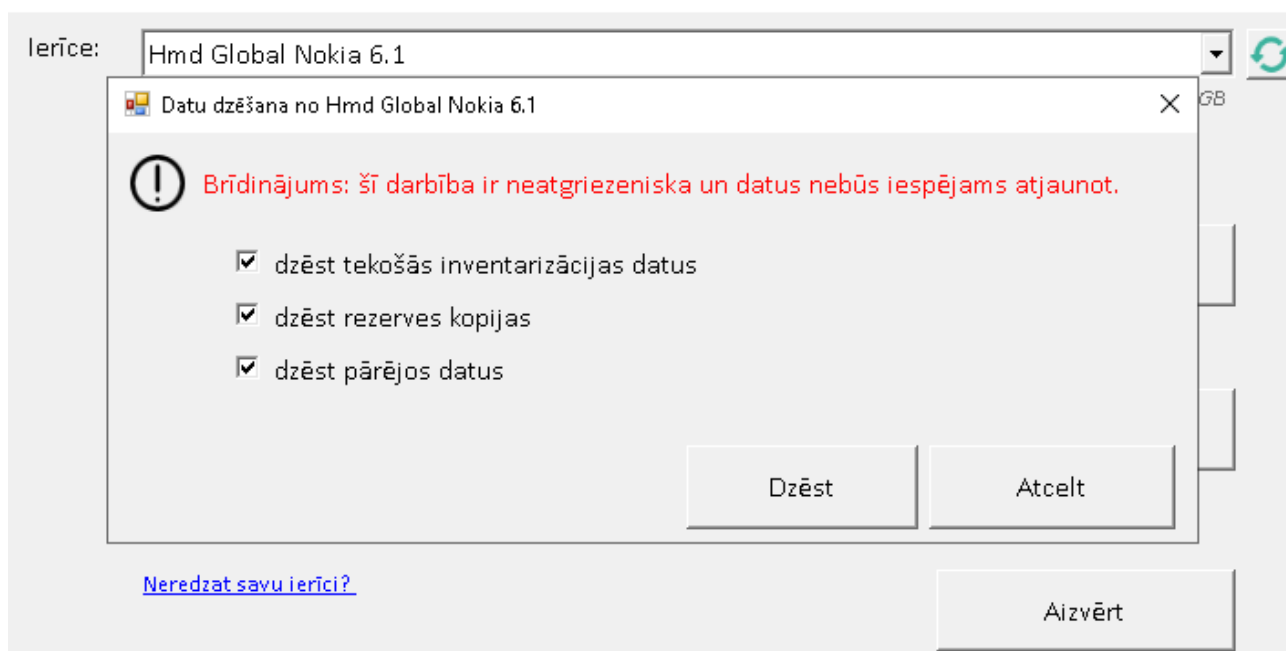 Ierīce:
Hmd Global Nokia 6.1
GB
Datu dzēšana no Hmd Global Nokia 6.1
Brīdinājums: šī darbība ir neatgriezeniska un datus nebūs iespējams atjaunot.
dzēst tekošās inventarizācijas datus
dzēst rezerves kopijas
dzēst pārējos datus
Dzēst
Atcelt
Neredzat savu ierīci?
Aizvērt